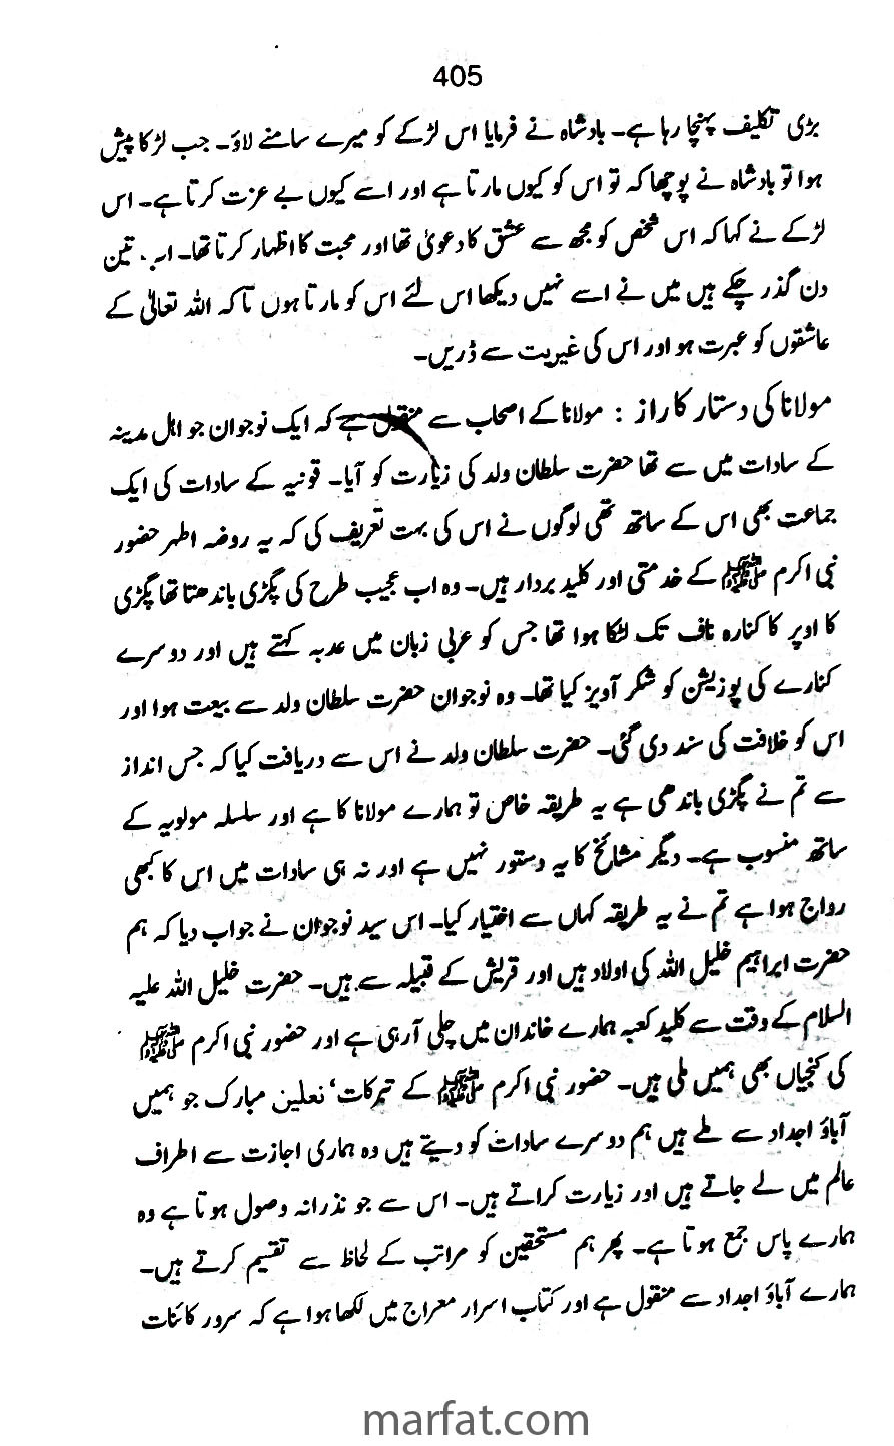 405
بڑی تکلیف پہنچا رہا ہے۔ بادشاہ نے فرمایا اس لڑکے کو میرے سامنے لاؤ۔ جب لڑکا پیش
ہوا تو بادشاہ نے پوچھا کہ تو اس کو کیوں مارتا ہے اور اسے کیوں بے عزت کرتا ہے۔ اس
لڑکے نے کہا کہ اس شخص کو مجھ سے عشق کا دعویٰ تھا اور محبت کا اظہار کرتا تھا۔ اب تین
دن گذر چکے ہیں میں نے اسے نہیں دیکھا اس لئے اس کو مارتا ہوں تاکہ اللہ تعالیٰ کے
عاشقوں کو عبرت ہو اور اس کی غیریت سے ڈریں۔
مولانا کی دستار کا راز : مولانا کے اصحاب سے منقول ہے کہ ایک نوجوان جو اہل مدینہ
کے سادات میں سے تھا حضرت سلطان ولد کی زیارت کو آیا۔ قونیہ کے سادات کی ایک
جماعت بھی اس کے ساتھ تھی لوگوں نے اس کی بہت تعریف کی کہ یہ روضہ اطہر حضور
نبی اکرم ﷺ کے خدمتی اور کلید بردار ہیں۔ وہ اب عجیب طرح کی پگڑی باندھتا تھا پگڑی
کا اوپر کا کنارہ ناف تک لٹکا ہوا تھا جس کو عربی زبان میں عدبہ کہتے ہیں اور دوسرے
کنارے کی پوزیشن کو شکر آویز کیا تھا۔ وہ نوجوان حضرت سلطان ولد سے بیعت ہوا اور
اس کو خلافت کی سند دی گئی۔ حضرت سلطان ولد نے اس سے دریافت کیا کہ جس انداز
سے تم نے پگڑی باندھی ہے یہ طریقہ خاص تو ہمارے مولانا کا ہے اور سلسلہ مولویہ کے
ساتھ منسوب ہے۔ دیگر مشائخ کا یہ دستور نہیں ہے اور نہ ہی سادات میں اس کا کبھی
رواج ہوا ہے تم نے یہ طریقہ کہاں سے اختیار کیا۔ اس سید نوجوان نے جواب دیا کہ ہم
حضرت ابراہیم خلیل اللہ کی اولاد ہیں اور قریش کے قبیلہ سے ہیں۔ حضرت خلیل اللہ علیہ
السلام کے وقت سے کلید کعبہ ہمارے خاندان میں چلی آرہی ہے اور حضور نبی اکرم ﷺ
کی کنجیاں بھی ہمیں ملی ہیں۔ حضور نبی اکرم ﷺ کے تبرکات، نعلین مبارک جو ہمیں
آباؤ اجداد سے ملے ہیں ہم دوسرے سادات کو دیتے ہیں وہ ہماری اجازت سے اطراف
عالم میں لے جاتے ہیں اور زیارت کراتے ہیں۔ اس سے جو نذرانہ وصول ہوتا ہے وہ
ہمارے پاس جمع ہوتا ہے۔ پھر ہم مستحقین کو مراتب کے لحاظ سے تقسیم کرتے ہیں۔
ہمارے آباؤ اجداد سے منقول ہے اور کتاب اسرار معراج میں لکھا ہوا ہے کہ سرور کائنات
marfat.com